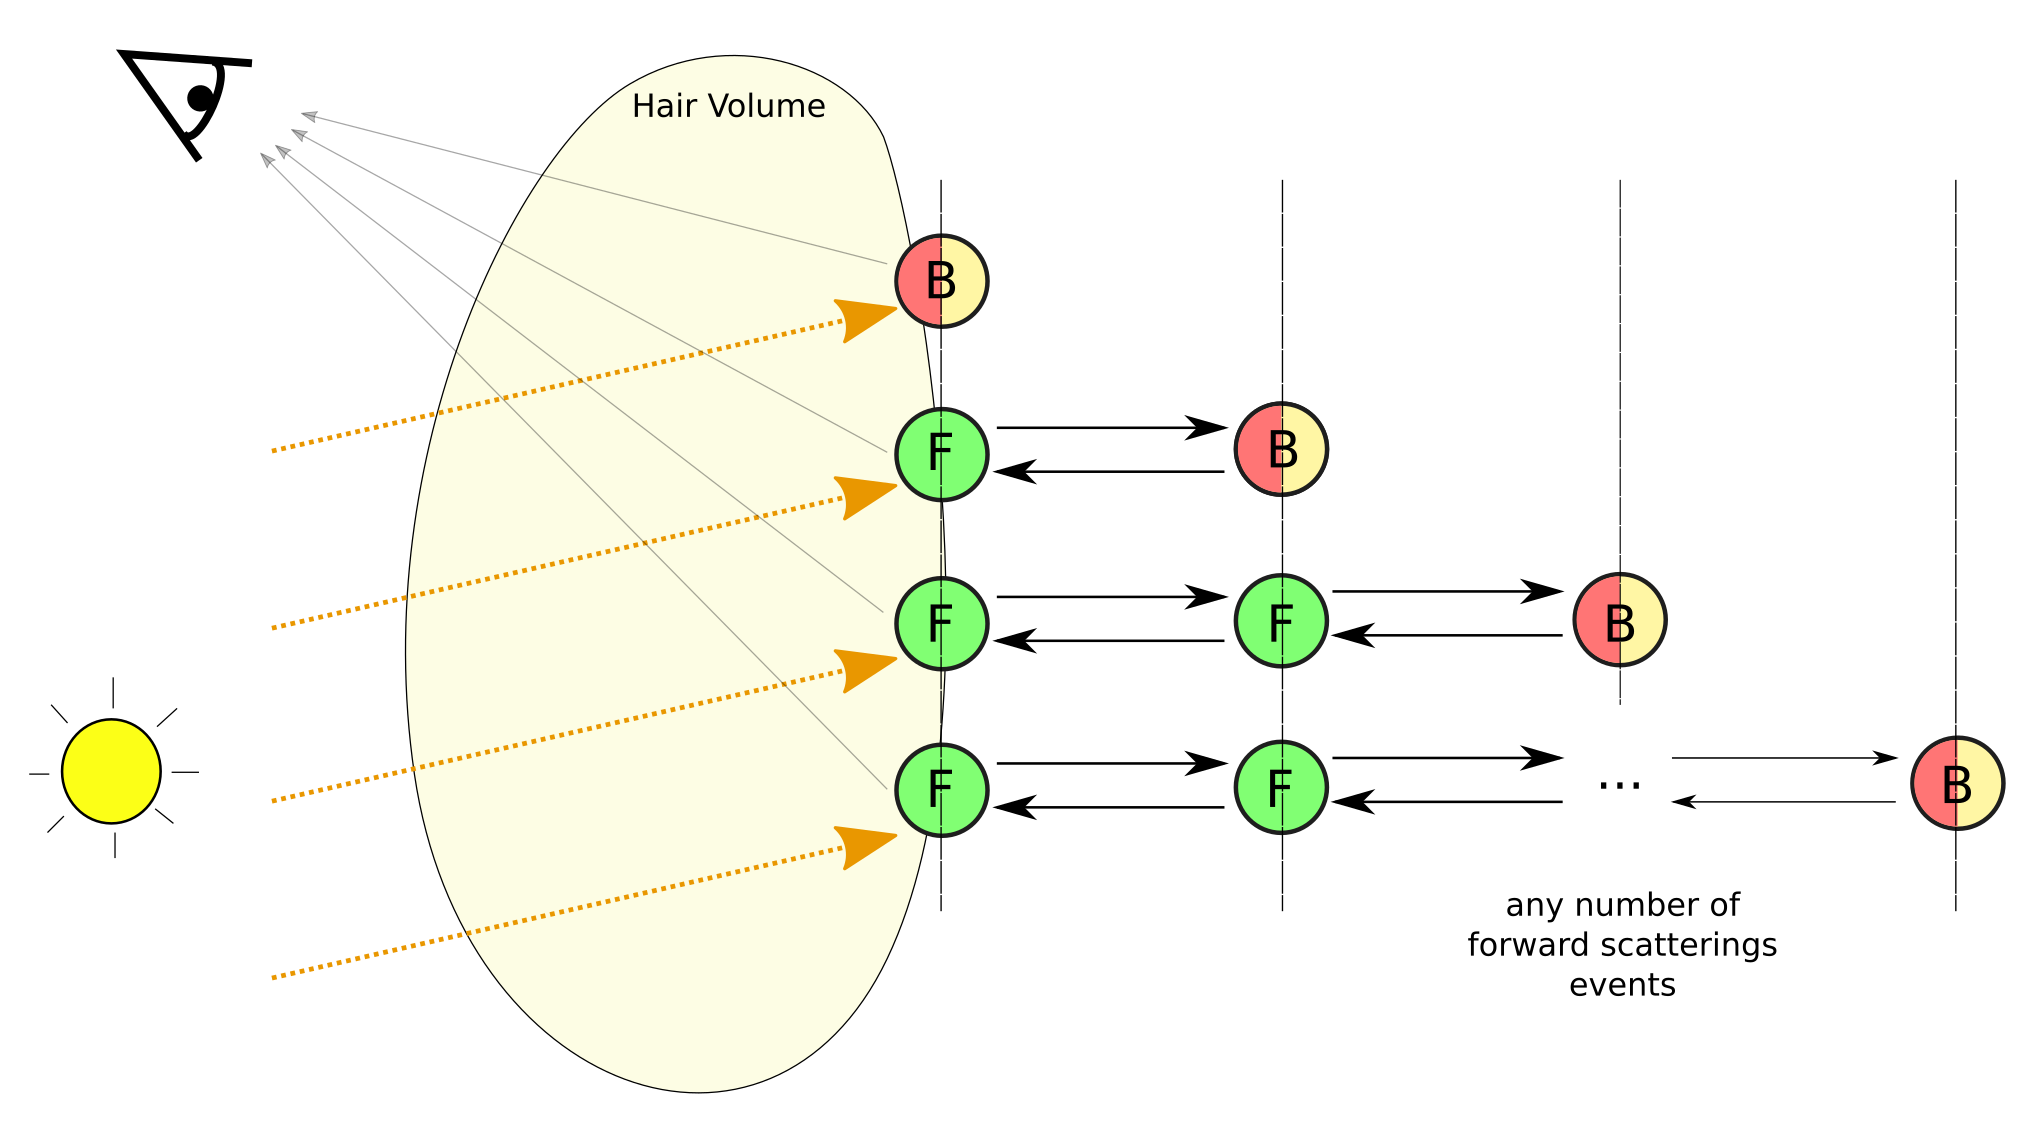 Hair Volume
B
F B
F F B
F F ... B
any number of
forward scatterings
events